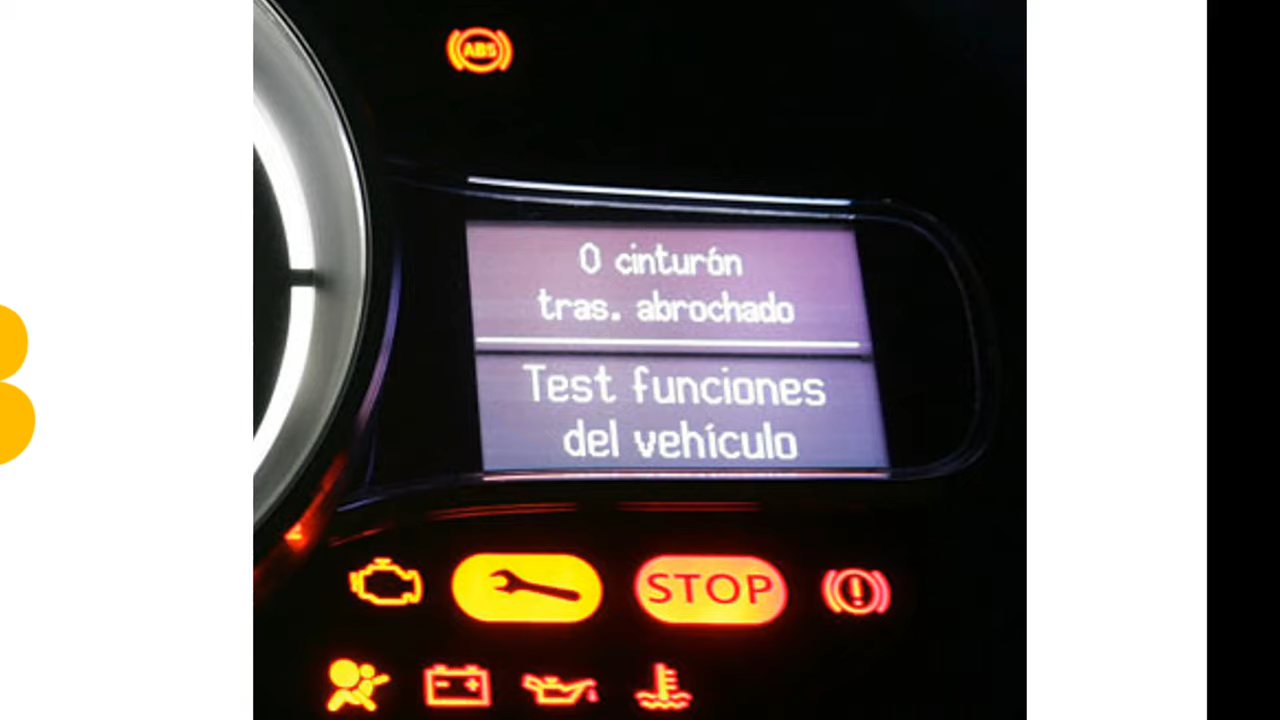 ABS
0 cinturón
tras. abrochado
Test funciones
del vehículo
STOP